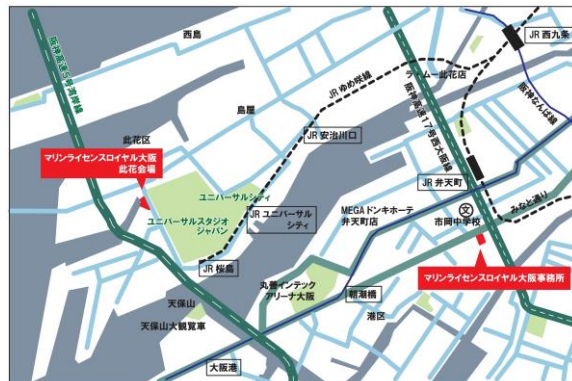 阪神高速5号湾岸線
西島
JR 西九条
JRゆめ咲線
ラ・ムー此花店
阪神なんば線
島屋
阪神高速17号西大阪線
此花区
JR 安治川口
マリンライセンスロイヤル大阪
此花会場
JR 弁天町
ユニバーサルシティ
みなと通り
MEGAドンキホーテ
弁天町店
文
市岡中学校
ユニバーサルスタジオ
ジャパン
JR ユニバーサル
シティ
JR 桜島
マリンライセンスロイヤル大阪事務所
丸善インテック
アリーナ大阪
朝潮橋
天保山
港区
天保山大観覧車
大阪港